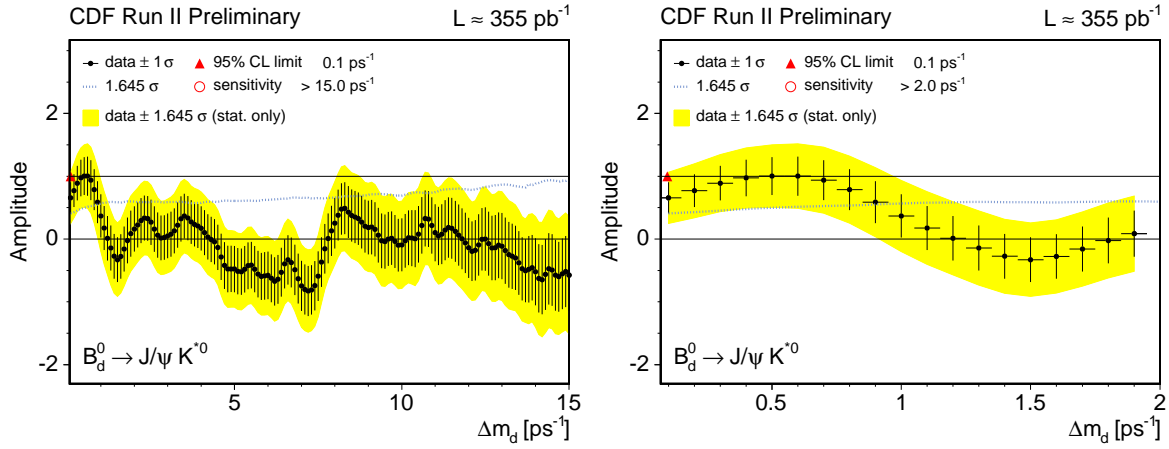 CDF Run II Preliminary L ≈ 355 pb⁻¹
data ± 1 σ 95% CL limit 0.1 ps⁻¹
1.645 σ sensitivity > 15.0 ps⁻¹
data ± 1.645 σ (stat. only)
Amplitude
2
1
0
-2
B⁰d → J/ψ K*⁰
5 10 15
Δmd [ps⁻¹]
CDF Run II Preliminary L ≈ 355 pb⁻¹
data ± 1 σ 95% CL limit 0.1 ps⁻¹
1.645 σ sensitivity > 2.0 ps⁻¹
data ± 1.645 σ (stat. only)
Amplitude
2
1
0
-2
B⁰d → J/ψ K*⁰
0.5 1 1.5 2
Δmd [ps⁻¹]